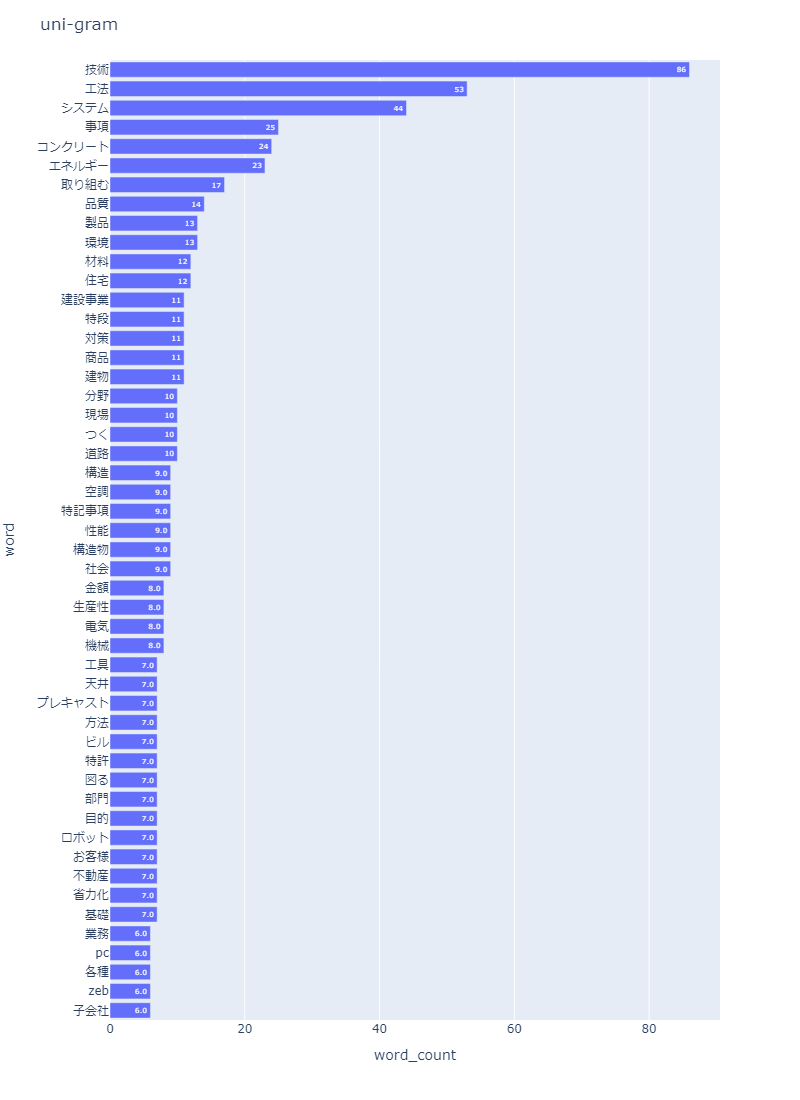 uni-gram
技術 86
工法 53
システム 44
事項 25
コンクリート 24
エネルギー 23
取り組む 17
品質 14
製品 13
環境 13
材料 12
住宅 12
建設事業 11
特段 11
対策 11
商品 11
建物 11
分野 10
現場 10
つく 10
道路 10
構造 9.0
空調 9.0
特記事項 9.0
性能 9.0
構造物 9.0
社会 9.0
金額 8.0
生産性 8.0
電気 8.0
機械 8.0
工具 7.0
天井 7.0
プレキャスト 7.0
方法 7.0
ビル 7.0
特許 7.0
図る 7.0
部門 7.0
目的 7.0
ロボット 7.0
お客様 7.0
不動産 7.0
省力化 7.0
基礎 7.0
業務 6.0
pc 6.0
各種 6.0
zeb 6.0
子会社 6.0
0 20 40 60 80
word_count
word